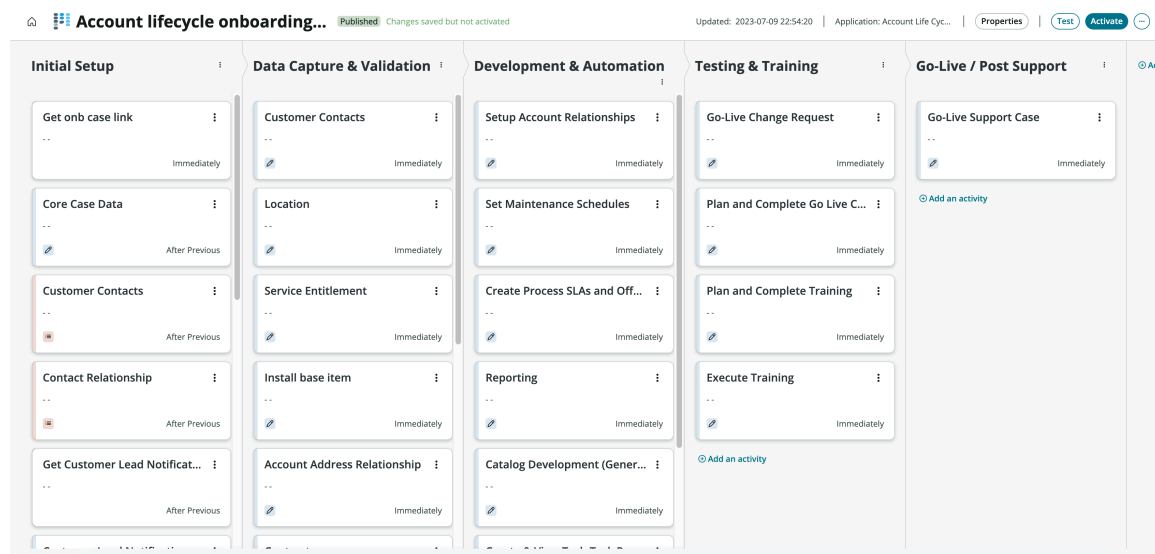 Account lifecycle onboarding...
Published
Changes saved but not activated
Updated: 2023-07-09 22:54:20
Application: Account Life Cyc...
Properties
Test
Activate
Initial Setup
Get onb case link
--
Immediately
Core Case Data
--
After Previous
Customer Contacts
--
After Previous
Contact Relationship
--
After Previous
Get Customer Lead Notificat...
--
After Previous
Data Capture & Validation
Customer Contacts
--
Immediately
Location
--
Immediately
Service Entitlement
--
Immediately
Install base item
--
Immediately
Account Address Relationship
--
Immediately
Development & Automation
Setup Account Relationships
--
Immediately
Set Maintenance Schedules
--
Immediately
Create Process SLAs and Off...
--
Immediately
Reporting
--
Immediately
Catalog Development (Gener...
--
Immediately
Testing & Training
Go-Live Change Request
--
Immediately
Plan and Complete Go Live C...
--
Immediately
Plan and Complete Training
--
Immediately
Execute Training
--
Immediately
Add an activity
Go-Live / Post Support
Go-Live Support Case
--
Immediately
Add an activity